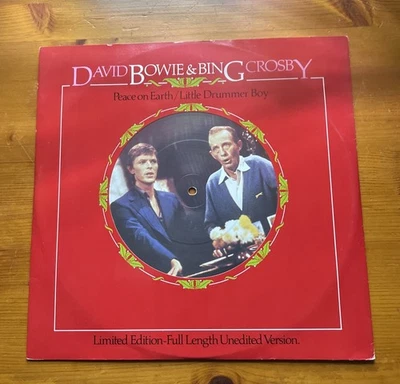 DAVID BOWIE & BING CROSBY
Peace on Earth / Little Drummer Boy
Limited Edition-Full Length Unedited Version.